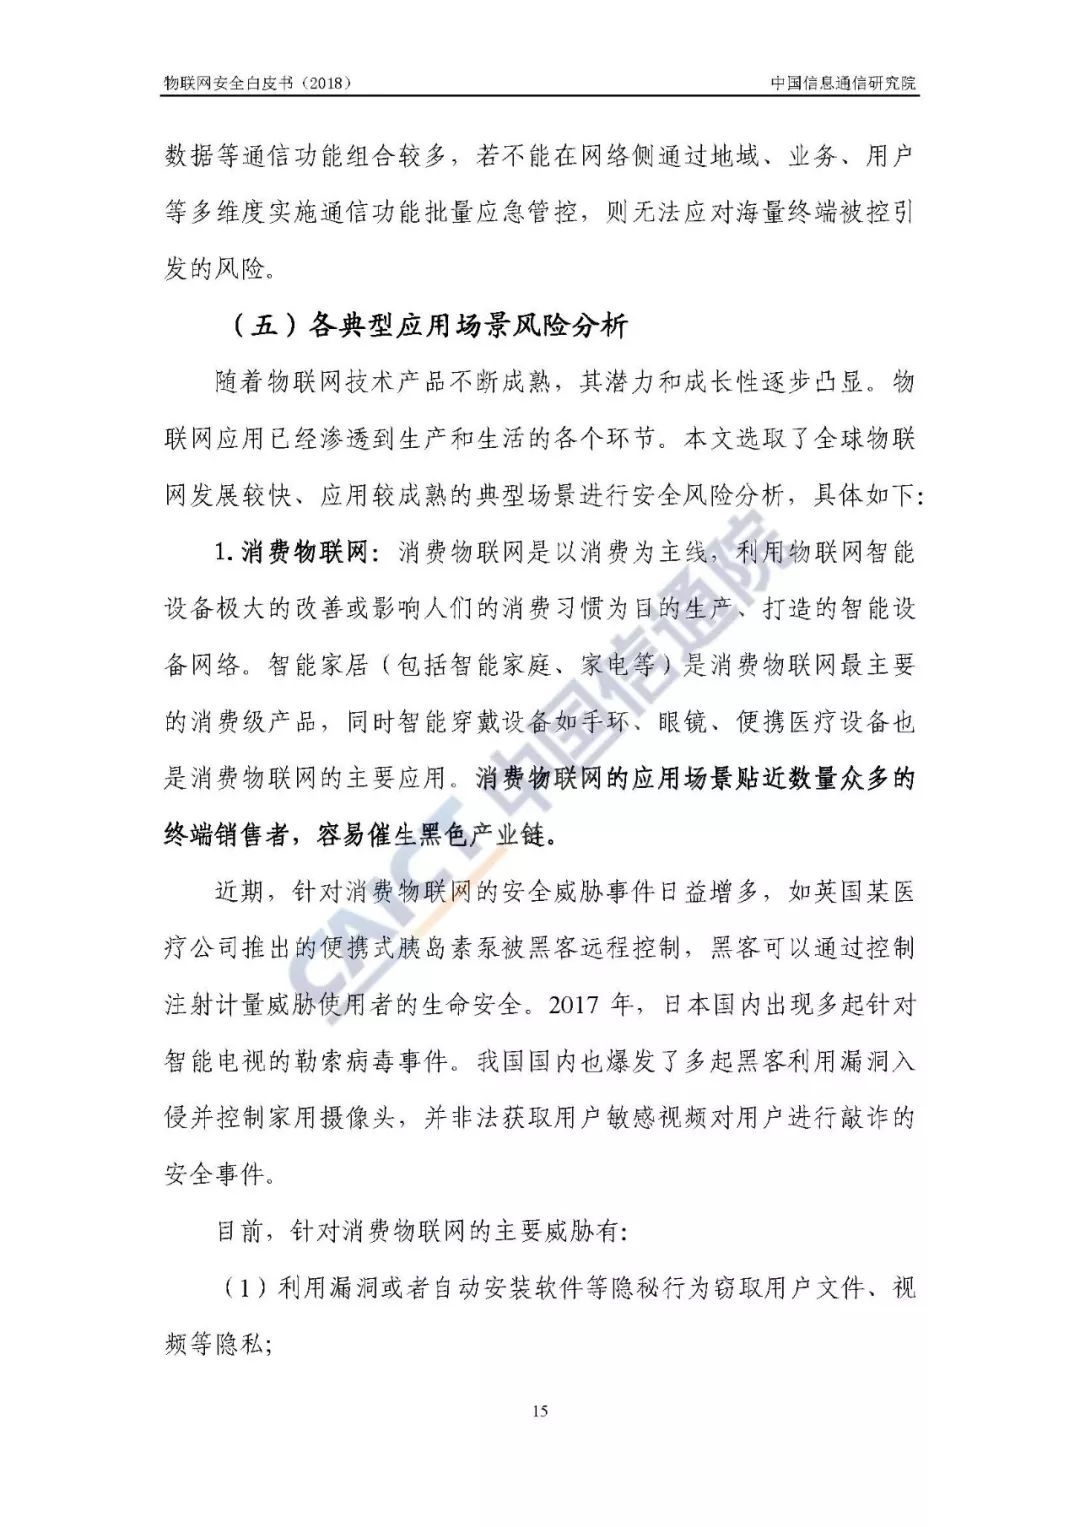 物联网安全白皮书（2018）
中国信息通信研究院
数据等通信功能组合较多，若不能在网络侧通过地域、业务、用户
等多维度实施通信功能批量应急管控，则无法应对海量终端被控引
发的风险。
（五）各典型应用场景风险分析
随着物联网技术产品不断成熟，其潜力和成长性逐步凸显。物
联网应用已经渗透到生产和生活的各个环节。本文选取了全球物联
网发展较快、应用较成熟的典型场景进行安全风险分析，具体如下：
1.消费物联网：消费物联网是以消费为主线，利用物联网智能
设备极大的改善或影响人们的消费习惯为目的生产、打造的智能设
备网络。智能家居（包括智能家庭、家电等）是消费物联网最主要
的消费级产品，同时智能穿戴设备如手环、眼镜、便携医疗设备也
是消费物联网的主要应用。消费物联网的应用场景贴近数量众多的
终端销售者，容易催生黑色产业链。
近期，针对消费物联网的安全威胁事件日益增多，如英国某医
疗公司推出的便携式胰岛素泵被黑客远程控制，黑客可以通过控制
注射计量威胁使用者的生命安全。2017 年，日本国内出现多起针对
智能电视的勒索病毒事件。我国国内也爆发了多起黑客利用漏洞入
侵并控制家用摄像头，并非法获取用户敏感视频对用户进行敲诈的
安全事件。
目前，针对消费物联网的主要威胁有：
（1）利用漏洞或者自动安装软件等隐秘行为窃取用户文件、视
频等隐私；
15
CAICT 中国信通院